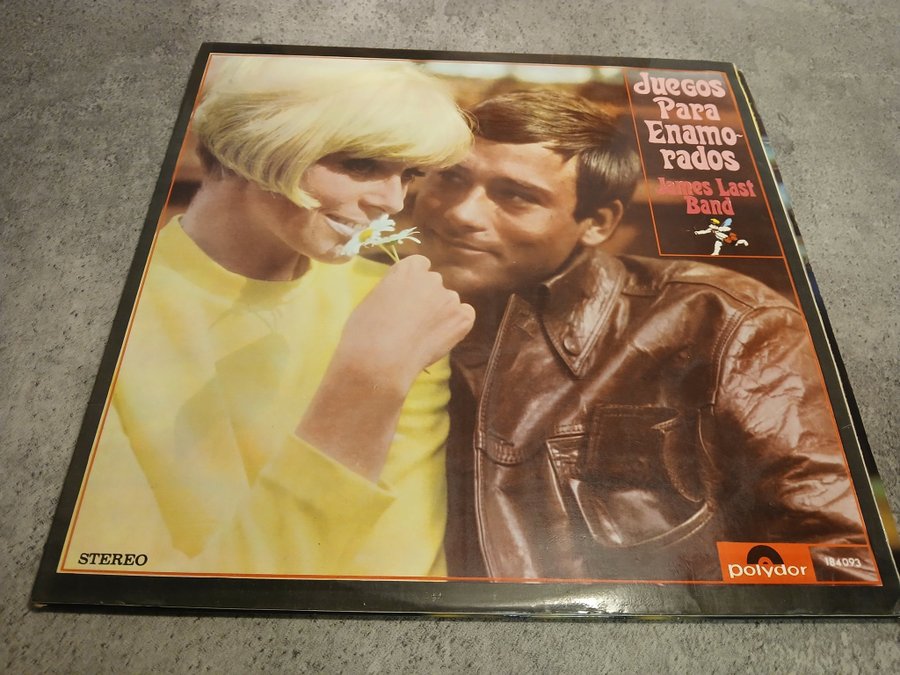 Juegos
Para
Enamo-
rados
James Last
Band
STEREO
polydor
184093